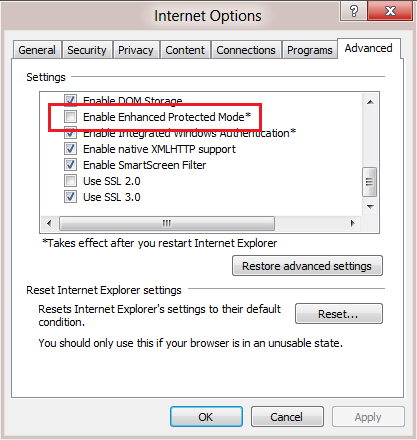 Internet Options
?
General
Security
Privacy
Content
Connections
Programs
Advanced
Settings
Enable DOM Storage
Enable Enhanced Protected Mode*
Enable Integrated Windows Authentication*
Enable native XMLHTTP support
Enable SmartScreen Filter
Use SSL 2.0
Use SSL 3.0
*Takes effect after you restart Internet Explorer
Restore advanced settings
Reset Internet Explorer settings
Resets Internet Explorer's settings to their default
condition.
Reset...
You should only use this if your browser is in an unusable state.
OK
Cancel
Apply